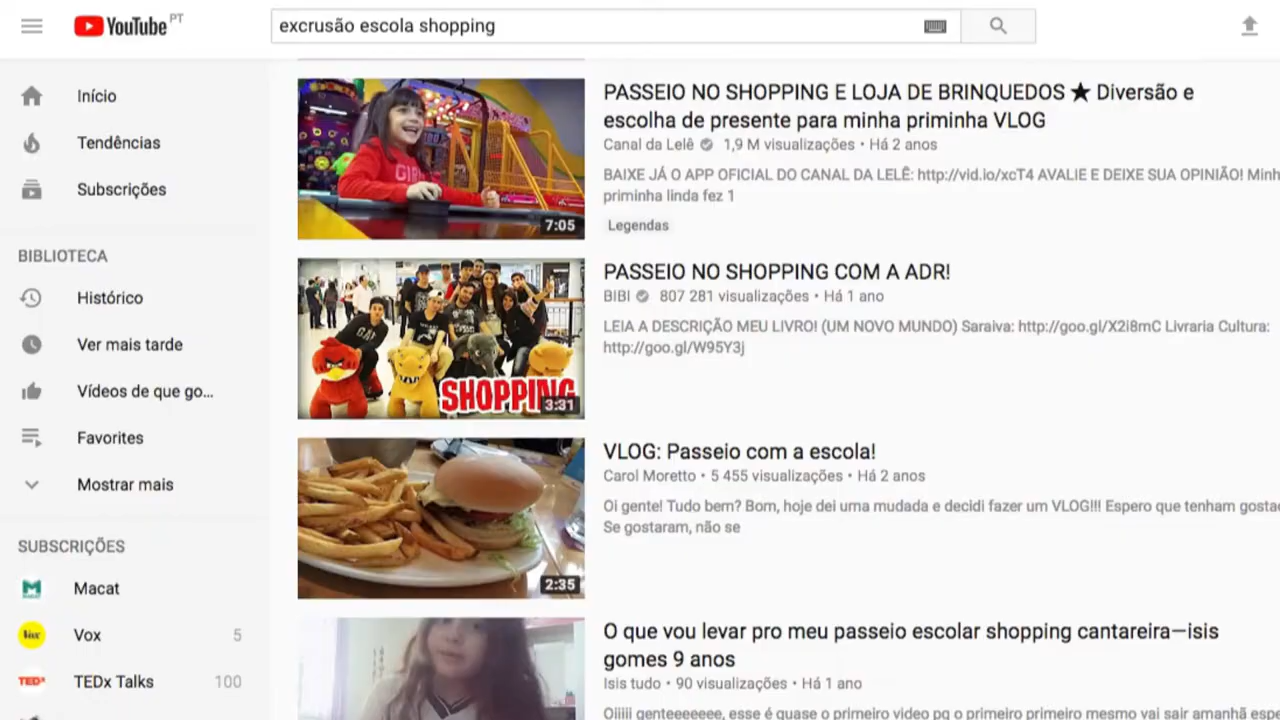 YouTube PT
excrusão escola shopping
Início
Tendências
Subscrições
BIBLIOTECA
Histórico
Ver mais tarde
Vídeos de que go...
Favorites
Mostrar mais
SUBSCRIÇÕES
Macat
Vox 5
TEDx Talks 100
GIRL
7:05
PASSEIO NO SHOPPING E LOJA DE BRINQUEDOS ★ Diversão e
escolha de presente para minha priminha VLOG
Canal da Lelê 1,9 M visualizações • Há 2 anos
BAIXE JÁ O APP OFICIAL DO CANAL DA LELÊ: http://vid.io/xcT4 AVALIE E DEIXE SUA OPINIÃO! Minh
priminha linda fez 1
Legendas
GAP
SHOPPING
3:31
PASSEIO NO SHOPPING COM A ADR!
BIBI 807 281 visualizações • Há 1 ano
LEIA A DESCRIÇÃO MEU LIVRO! (UM NOVO MUNDO) Saraiva: http://goo.gl/X2i8mC Livraria Cultura:
http://goo.gl/W95Y3j
2:35
VLOG: Passeio com a escola!
Carol Moretto • 5 455 visualizações • Há 2 anos
Oi gente! Tudo bem? Bom, hoje dei uma mudada e decidi fazer um VLOG!!! Espero que tenham gosta
Se gostaram, não se
O que vou levar pro meu passeio escolar shopping cantareira—isis
gomes 9 anos
Isis tudo • 90 visualizações • Há 1 ano
Oiiiii genteeeeeee, esse é quase o primeiro video pq o primeiro primeiro mesmo vai sair amanhã esp